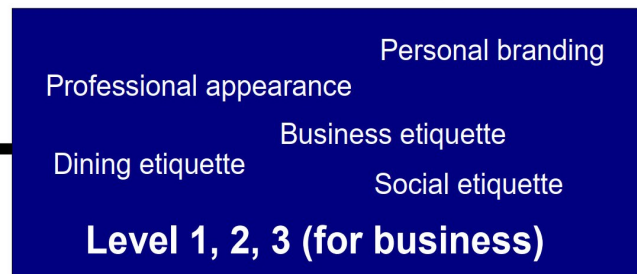 Personal branding
Professional appearance
Business etiquette
Dining etiquette
Social etiquette
Level 1, 2, 3 (for business)